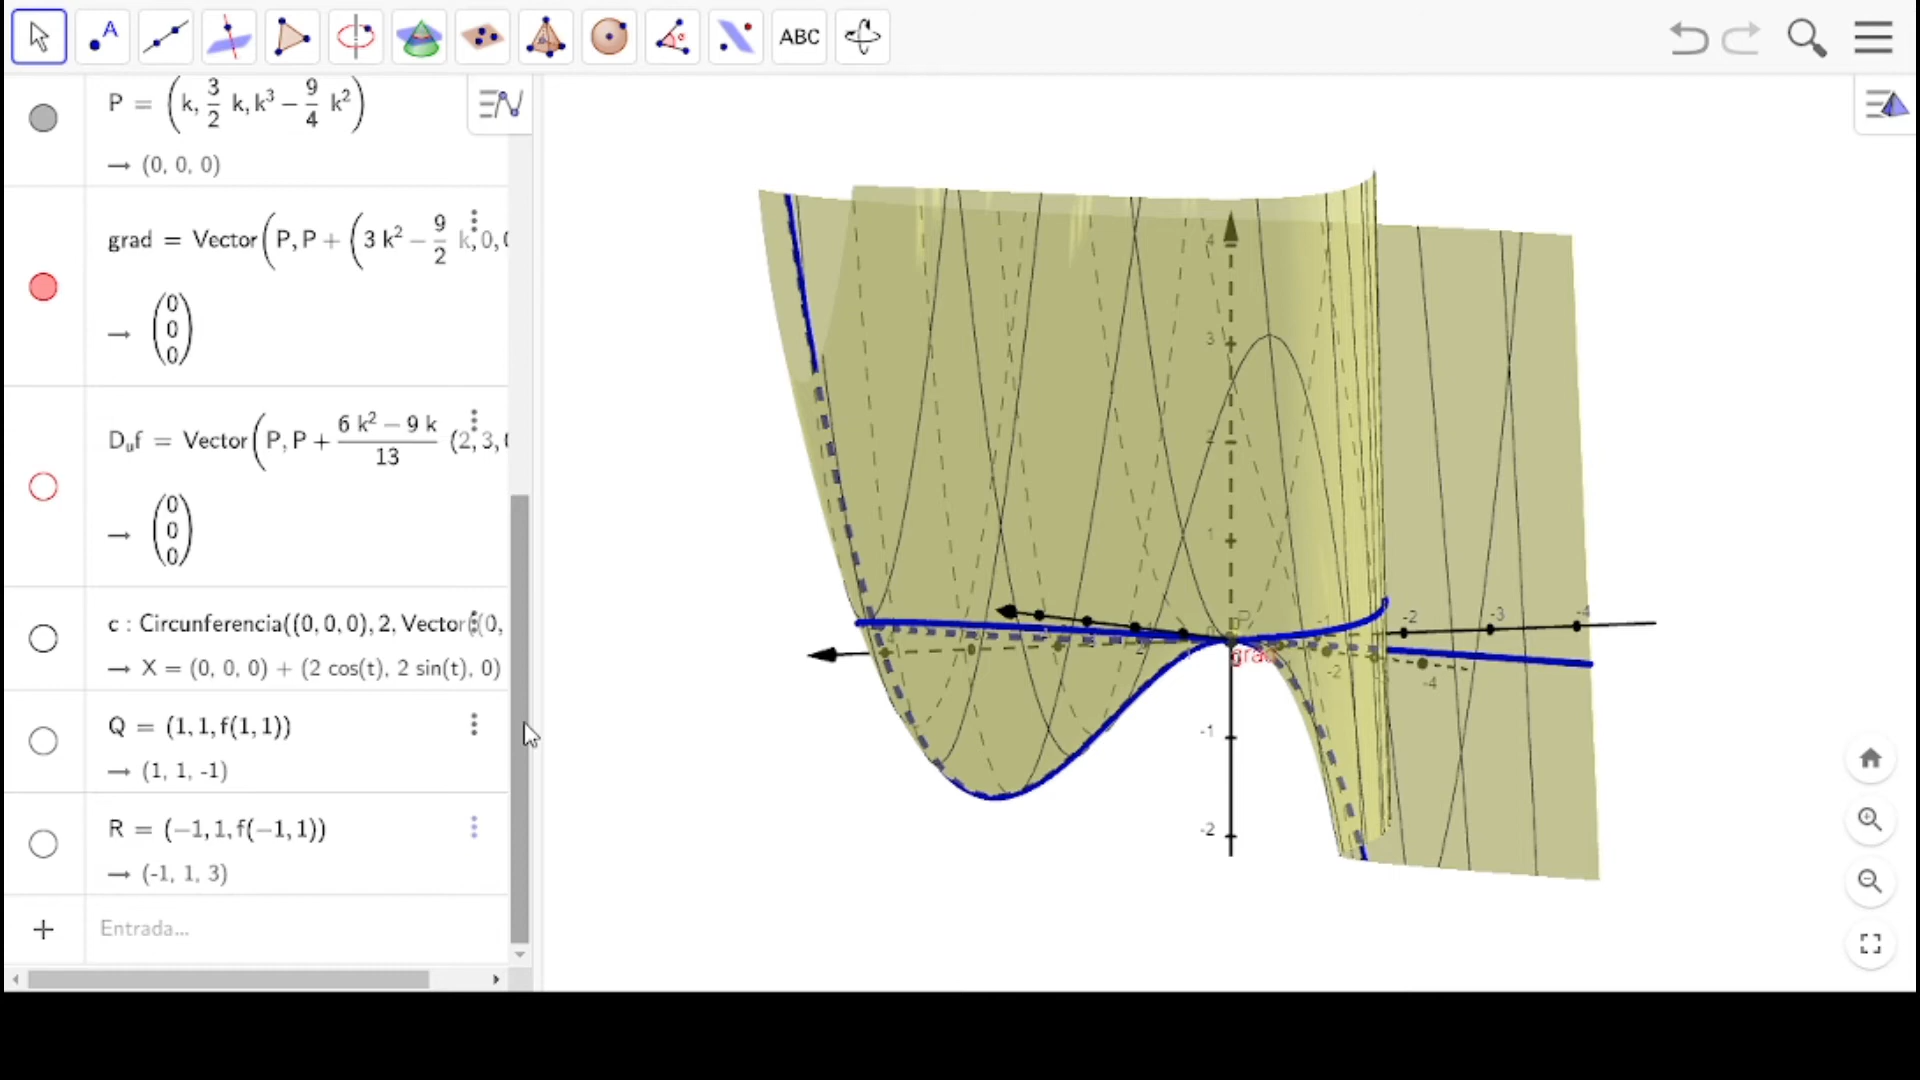 A
ABC
P = (k, 3/2 k, k³ − 9/4 k²)
→ (0, 0, 0)
grad = Vector(P, P + (3 k² − 9/2 k, 0, 0
→ (0 0 0)
Dᵤf = Vector(P, P + (6 k² − 9 k)/13 (2, 3, 0
→ (0 0 0)
c : Circunferencia((0, 0, 0), 2, Vector((0,
→ X = (0, 0, 0) + (2 cos(t), 2 sin(t), 0)
Q = (1, 1, f(1, 1))
→ (1, 1, -1)
R = (−1, 1, f(−1, 1))
→ (-1, 1, 3)
+ Entrada...
4
3
2
1
P
-1 -2 -3 -4
grad
-2 -4
-1
-2